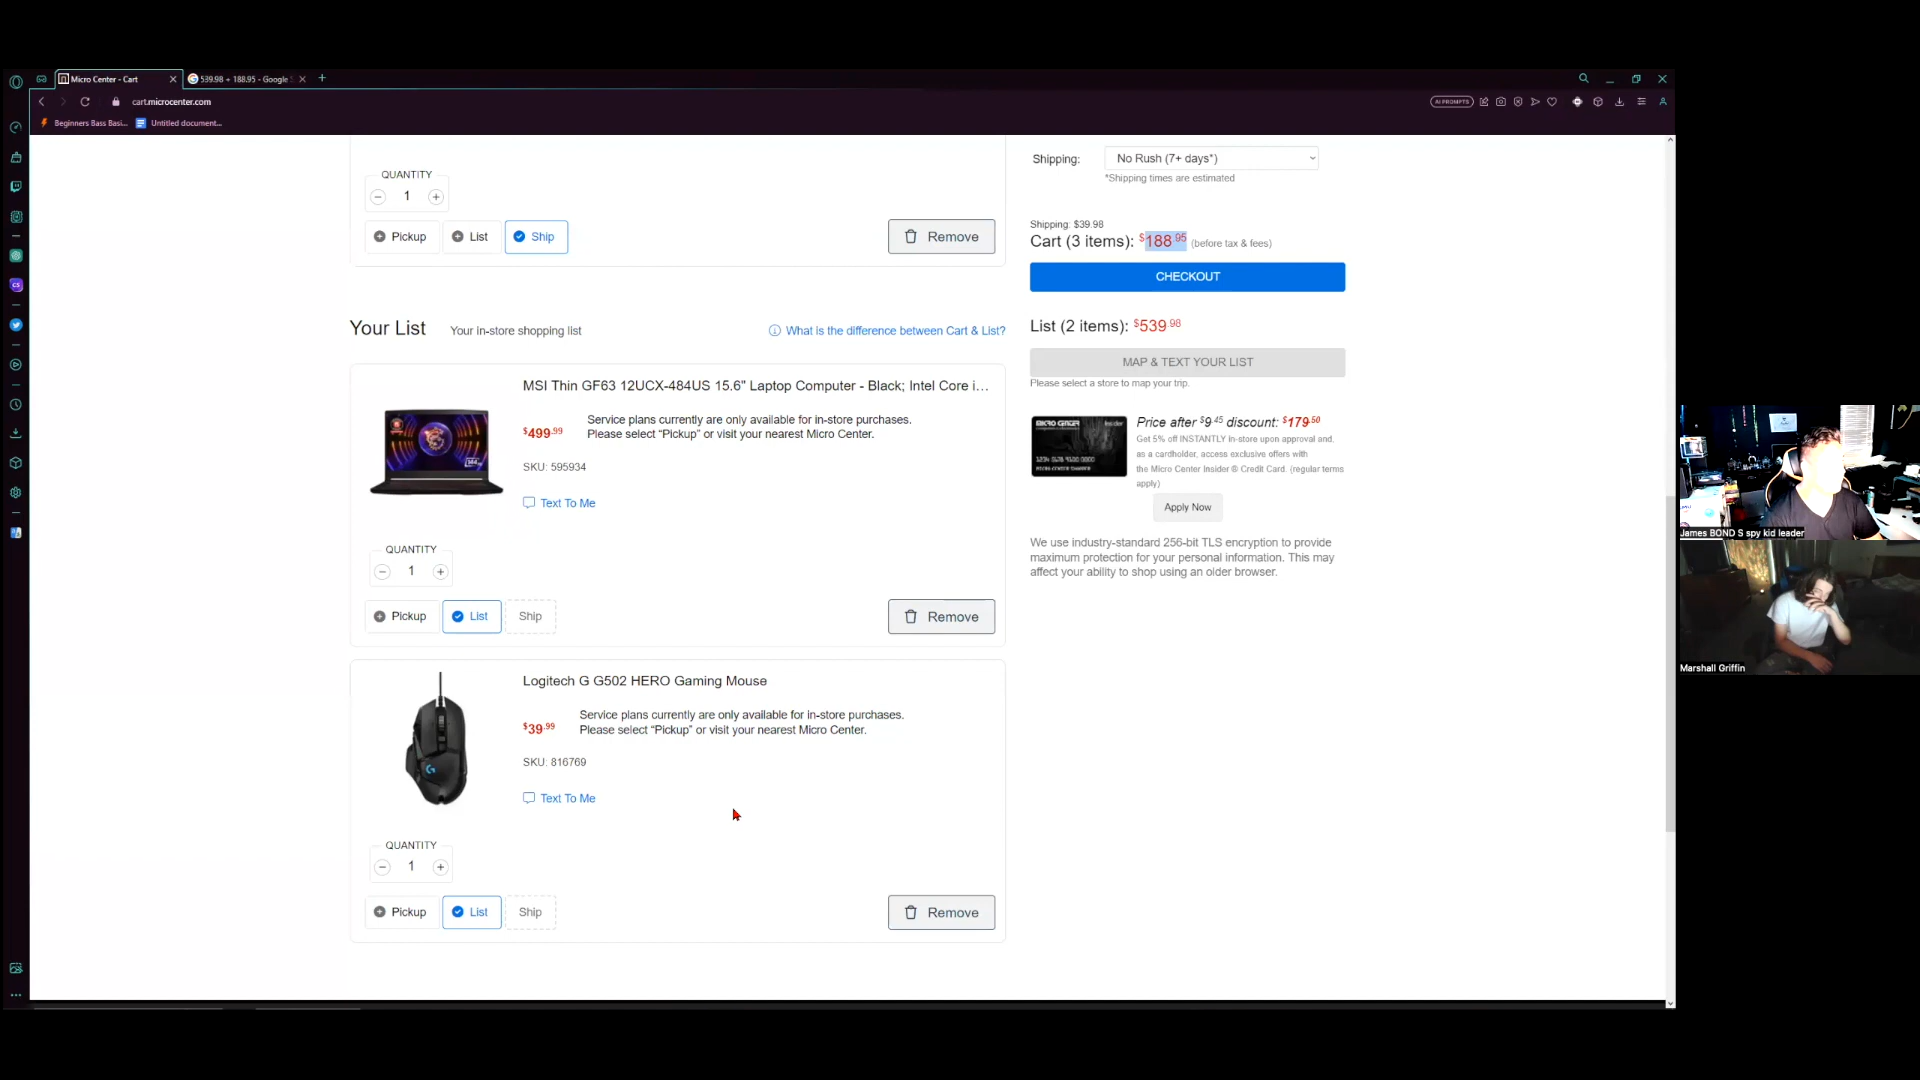 Micro Center - Cart
539.98 + 188.95 - Google S
cart.microcenter.com
AI PROMPTS
Beginners Bass Basi...
Untitled document...
QUANTITY
1
Pickup
List
Ship
Remove
Your List
Your in-store shopping list
What is the difference between Cart & List?
MSI Thin GF63 12UCX-484US 15.6" Laptop Computer - Black; Intel Core i...
$499.99
Service plans currently are only available for in-store purchases.
Please select "Pickup" or visit your nearest Micro Center.
SKU: 595934
Text To Me
QUANTITY
1
Pickup
List
Ship
Remove
Logitech G G502 HERO Gaming Mouse
$39.99
Service plans currently are only available for in-store purchases.
Please select "Pickup" or visit your nearest Micro Center.
SKU: 816769
Text To Me
QUANTITY
1
Pickup
List
Ship
Remove
Shipping:
No Rush (7+ days*)
*Shipping times are estimated
Shipping: $39.98
Cart (3 items): $188.95 (before tax & fees)
CHECKOUT
List (2 items): $539.98
MAP & TEXT YOUR LIST
Please select a store to map your trip.
MICRO CENTER
Insider
Price after $9.45 discount: $179.50
Get 5% off INSTANTLY in-store upon approval and,
as a cardholder, access exclusive offers with
the Micro Center Insider ® Credit Card. (regular terms
apply)
Apply Now
We use industry-standard 256-bit TLS encryption to provide
maximum protection for your personal information. This may
affect your ability to shop using an older browser.
James BOND S spy kid leader
Marshall Griffin